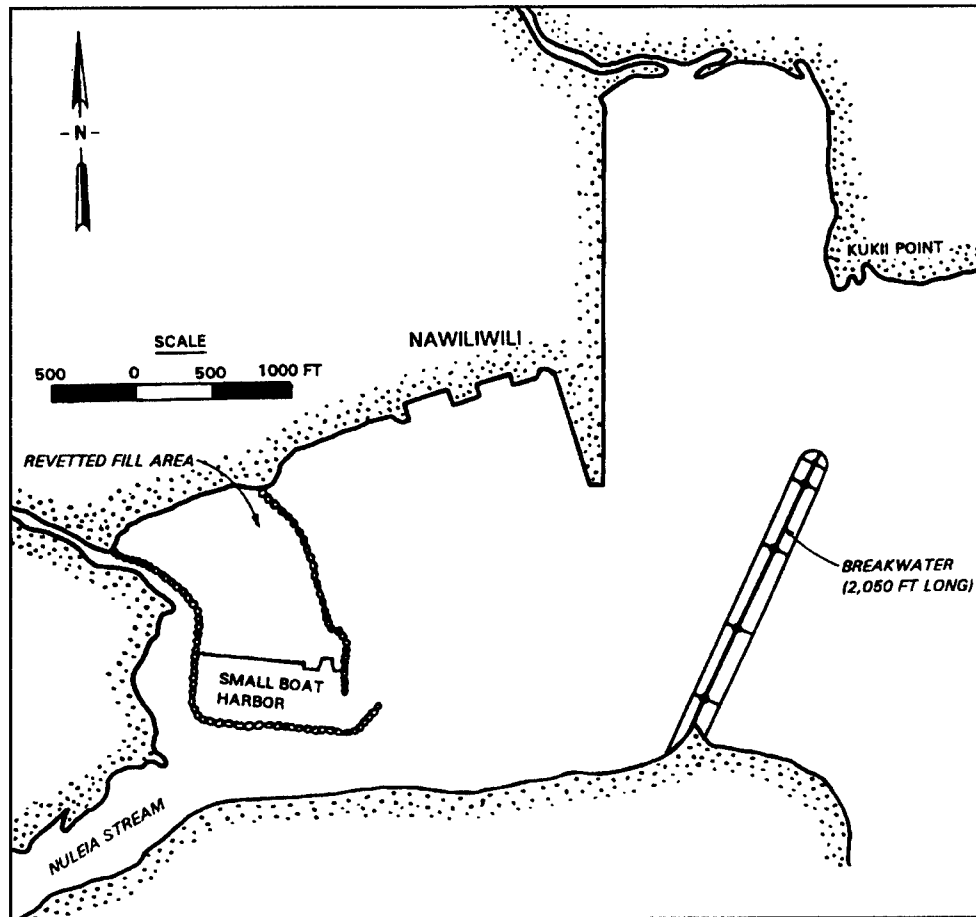 - N -
KUKII POINT
NAWILIWILI
SCALE
500 0 500 1000 FT
REVETTED FILL AREA
BREAKWATER
(2,050 FT LONG)
SMALL BOAT
HARBOR
NULEIA STREAM